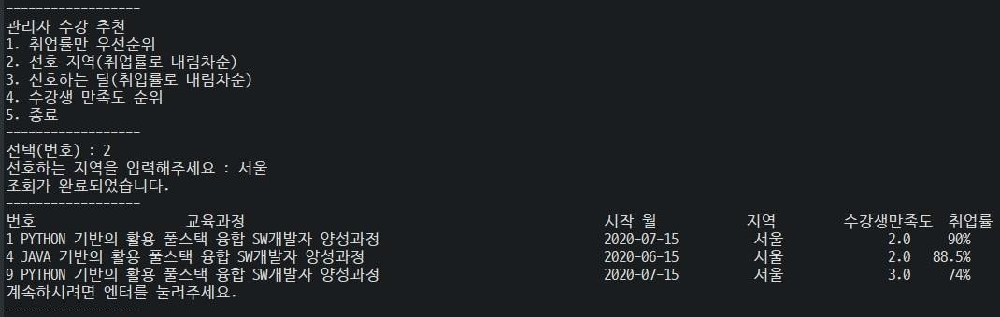 ------------------
관리자 수강 추천
1. 취업률만 우선순위
2. 선호 지역(취업률로 내림차순)
3. 선호하는 달(취업률로 내림차순)
4. 수강생 만족도 순위
5. 종료
------------------
선택(번호) : 2
선호하는 지역을 입력해주세요 : 서울
조회가 완료되었습니다.
------------------
번호 교육과정 시작 월 지역 수강생만족도 취업률
1 PYTHON 기반의 활용 풀스택 융합 SW개발자 양성과정 2020-07-15 서울 2.0 90%
4 JAVA 기반의 활용 풀스택 융합 SW개발자 양성과정 2020-06-15 서울 2.0 88.5%
9 PYTHON 기반의 활용 풀스택 융합 SW개발자 양성과정 2020-07-15 서울 3.0 74%
계속하시려면 엔터를 눌러주세요.
------------------